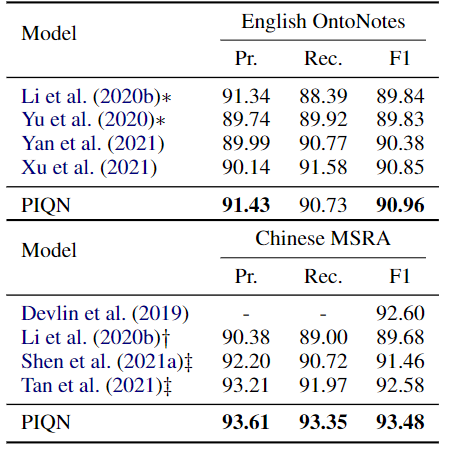 Model English OntoNotes
Pr. Rec. F1
Li et al. (2020b)∗ 91.34 88.39 89.84
Yu et al. (2020)∗ 89.74 89.92 89.83
Yan et al. (2021) 89.99 90.77 90.38
Xu et al. (2021) 90.14 91.58 90.85
PIQN 91.43 90.73 90.96
Model Chinese MSRA
Pr. Rec. F1
Devlin et al. (2019) - - 92.60
Li et al. (2020b)† 90.38 89.00 89.68
Shen et al. (2021a)‡ 92.20 90.72 91.46
Tan et al. (2021)‡ 93.21 91.97 92.58
PIQN 93.61 93.35 93.48